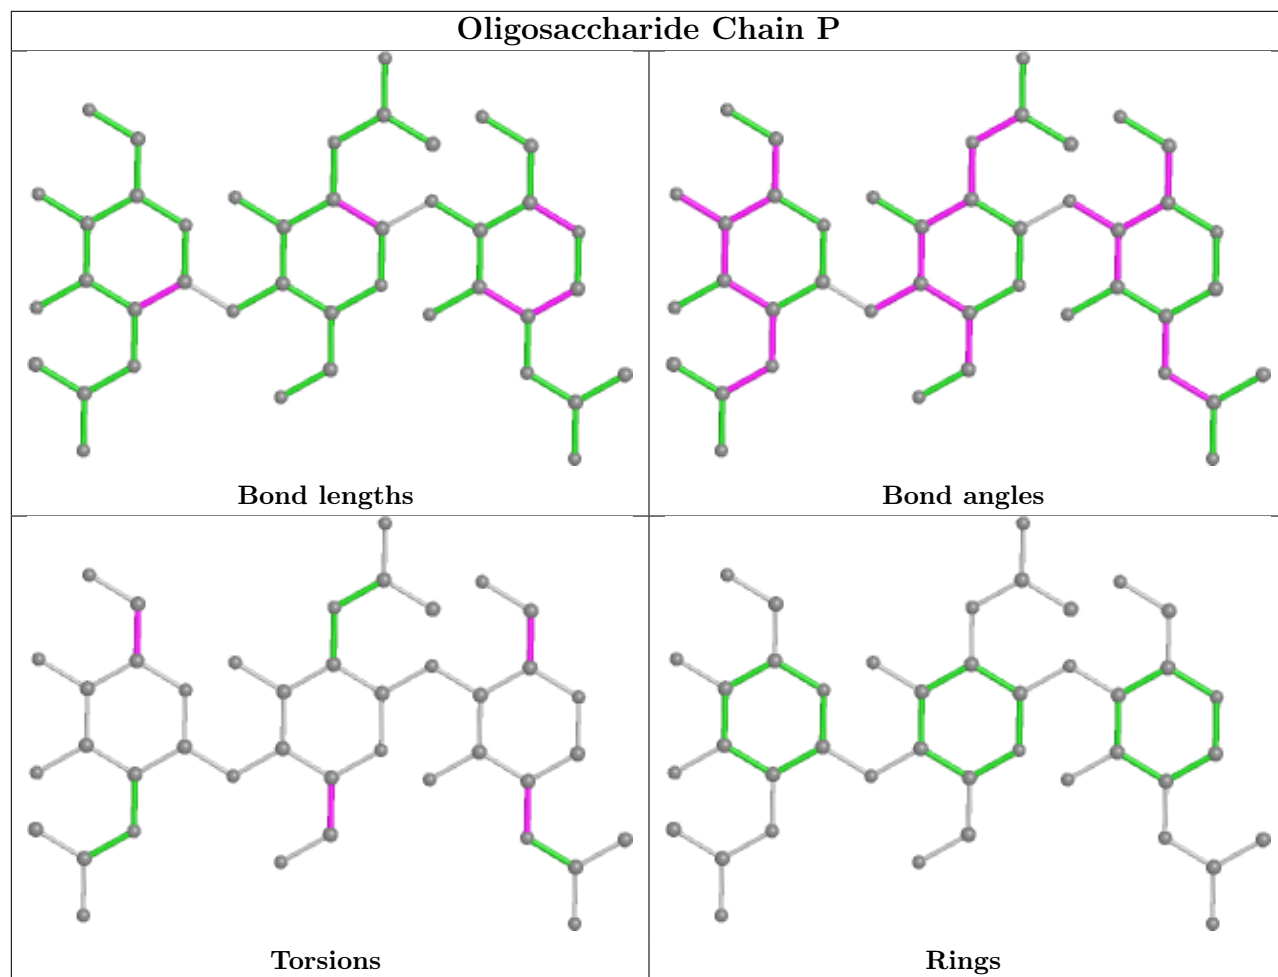 Oligosaccharide Chain P
Bond lengths
Bond angles
Torsions
Rings